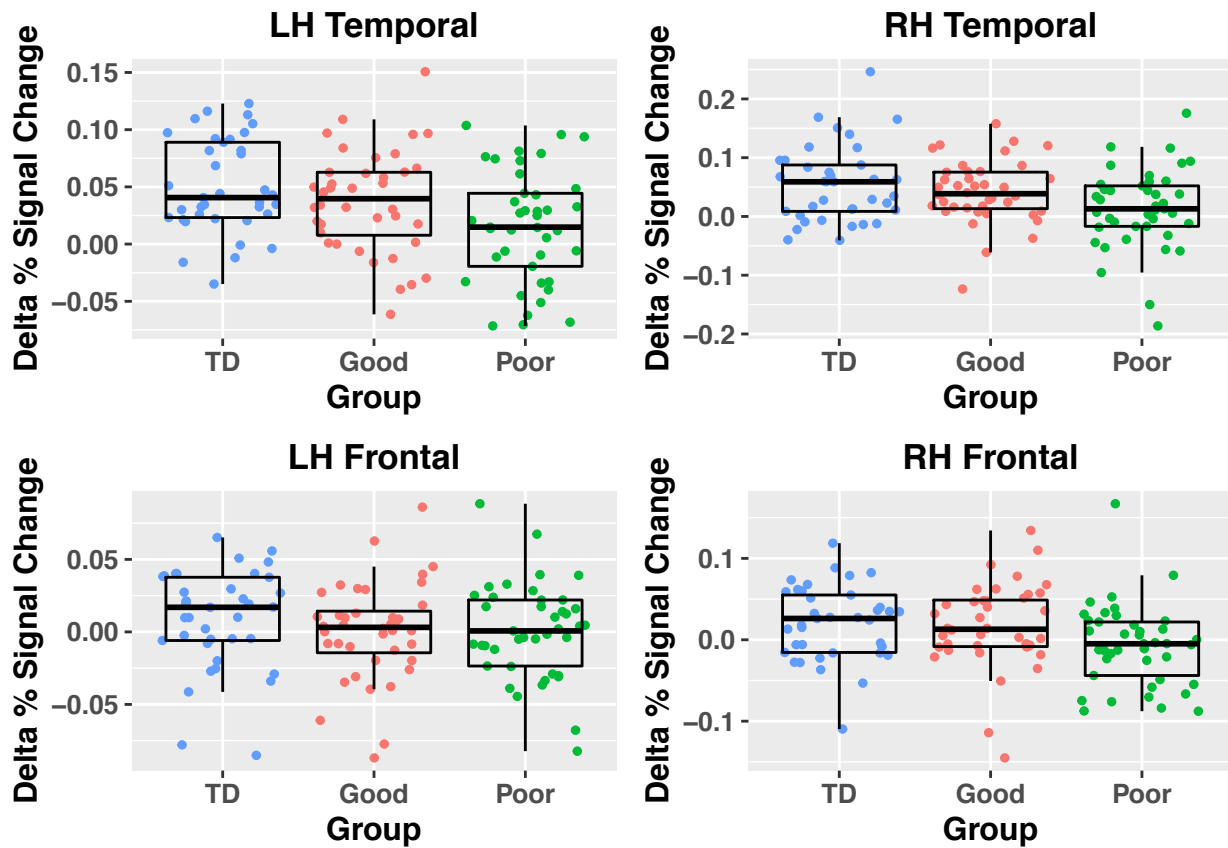 LH Temporal
Delta % Signal Change
0.15
0.10
0.05
0.00
−0.05
TD Good Poor
Group
RH Temporal
Delta % Signal Change
0.2
0.1
0.0
−0.1
−0.2
TD Good Poor
Group
LH Frontal
Delta % Signal Change
0.05
0.00
−0.05
TD Good Poor
Group
RH Frontal
Delta % Signal Change
0.1
0.0
−0.1
TD Good Poor
Group